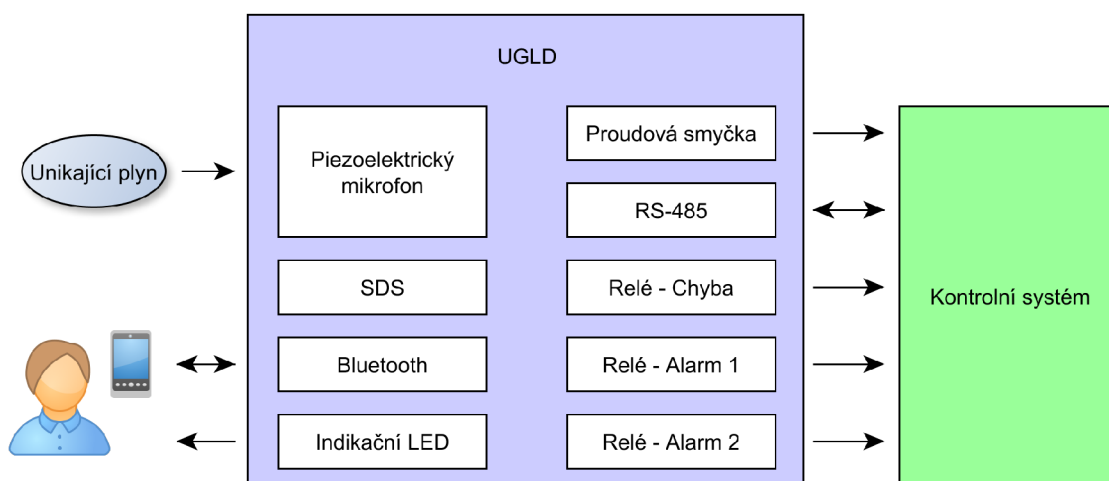 UGLD
Unikající plyn
Piezoelektrický
mikrofon
SDS
Bluetooth
Indikační LED
Proudová smyčka
RS-485
Relé - Chyba
Relé - Alarm 1
Relé - Alarm 2
Kontrolní systém